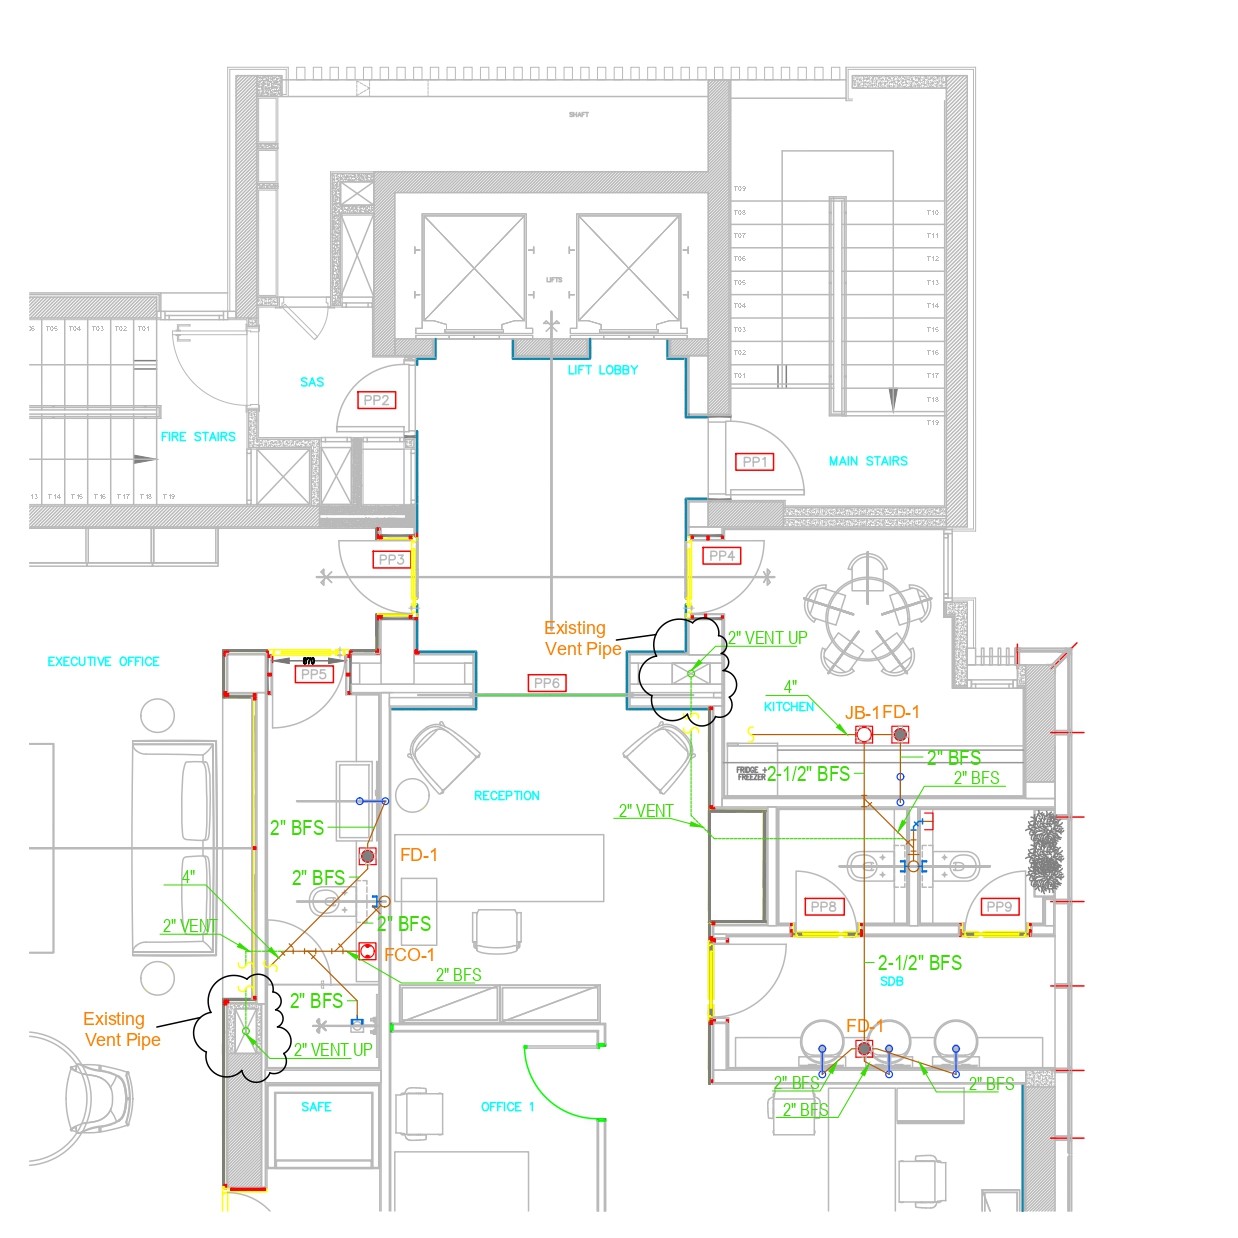 SHAFT
T09
T08
T10
T07
T11
T06
T12
LIFTS
T05
T13
T04
T14
T03
T15
T02
T16
T01
T17
T18
T19
05
T05
T04
T03
T02
T01
LIFT LOBBY
SAS
PP2
FIRE STAIRS
MAIN STAIRS
PP1
13
T14
T15
T16
T17
T18
T19
PP3
PP4
Existing
Vent Pipe
2" VENT UP
EXECUTIVE OFFICE
870
PP5
PP6
4"
KITCHEN
JB-1
FD-1
2" BFS
FRIDGE +
FREEZER
2-1/2" BFS
2" BFS
RECEPTION
2" VENT
2" BFS
FD-1
2" BFS
4"
PP8
PP9
2" VENT
2" BFS
FCO-1
2" BFS
2-1/2" BFS
SDB
2" BFS
Existing
Vent Pipe
FD-1
2" VENT UP
2" BFS
2" BFS
2" BFS
SAFE
OFFICE 1